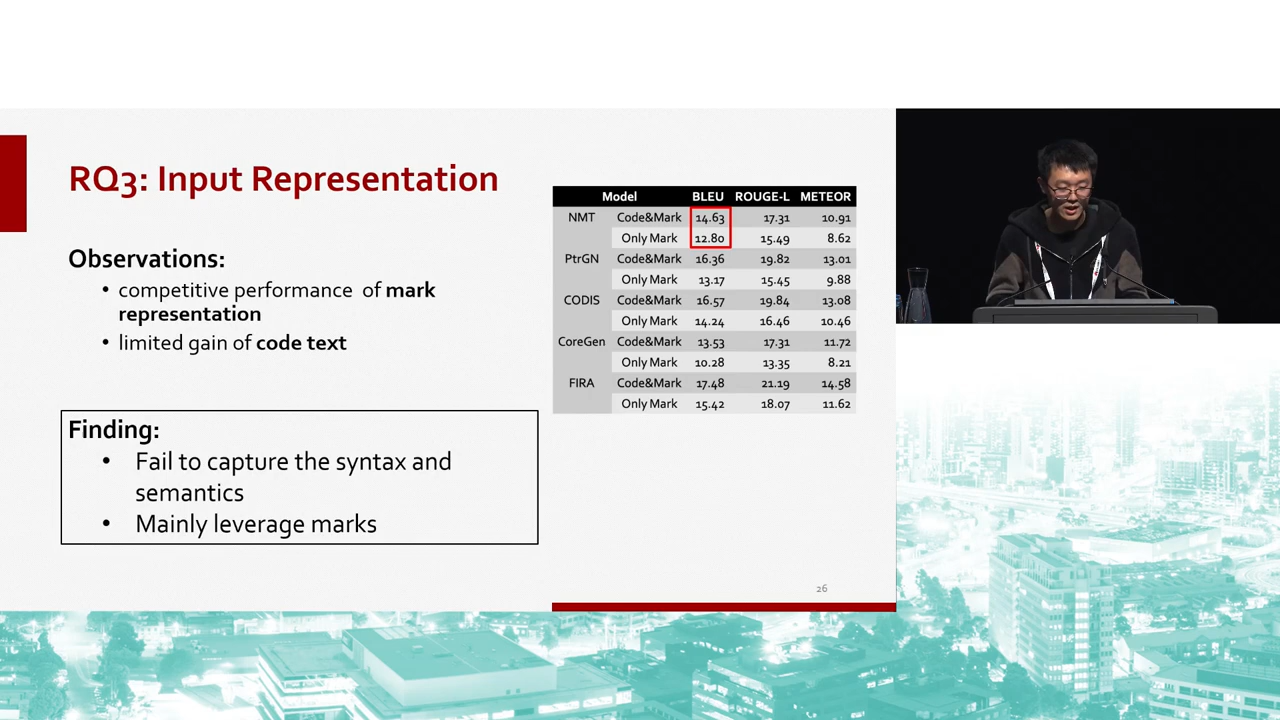 RQ3: Input Representation
Observations:
• competitive performance of mark
representation
• limited gain of code text
Finding:
• Fail to capture the syntax and
semantics
• Mainly leverage marks
Model BLEU ROUGE-L METEOR
NMT Code&Mark 14.63 17.31 10.91
Only Mark 12.80 15.49 8.62
PtrGN Code&Mark 16.36 19.82 13.01
Only Mark 13.17 15.45 9.88
CODIS Code&Mark 16.57 19.84 13.08
Only Mark 14.24 16.46 10.46
CoreGen Code&Mark 13.53 17.31 11.72
Only Mark 10.28 13.35 8.21
FIRA Code&Mark 17.48 21.19 14.58
Only Mark 15.42 18.07 11.62
26